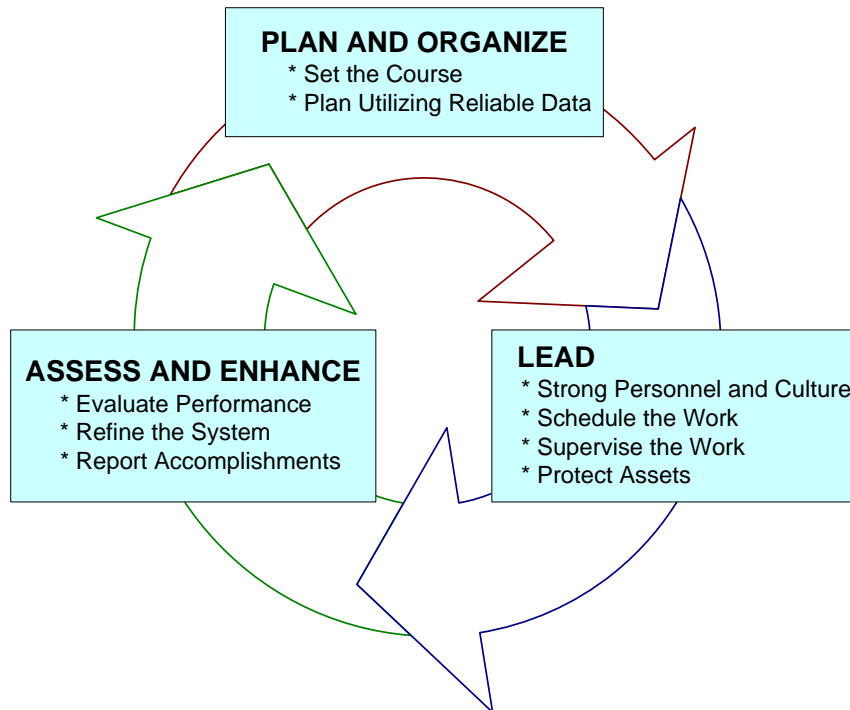 PLAN AND ORGANIZE
* Set the Course
* Plan Utilizing Reliable Data
ASSESS AND ENHANCE
* Evaluate Performance
* Refine the System
* Report Accomplishments
LEAD
* Strong Personnel and Culture
* Schedule the Work
* Supervise the Work
* Protect Assets